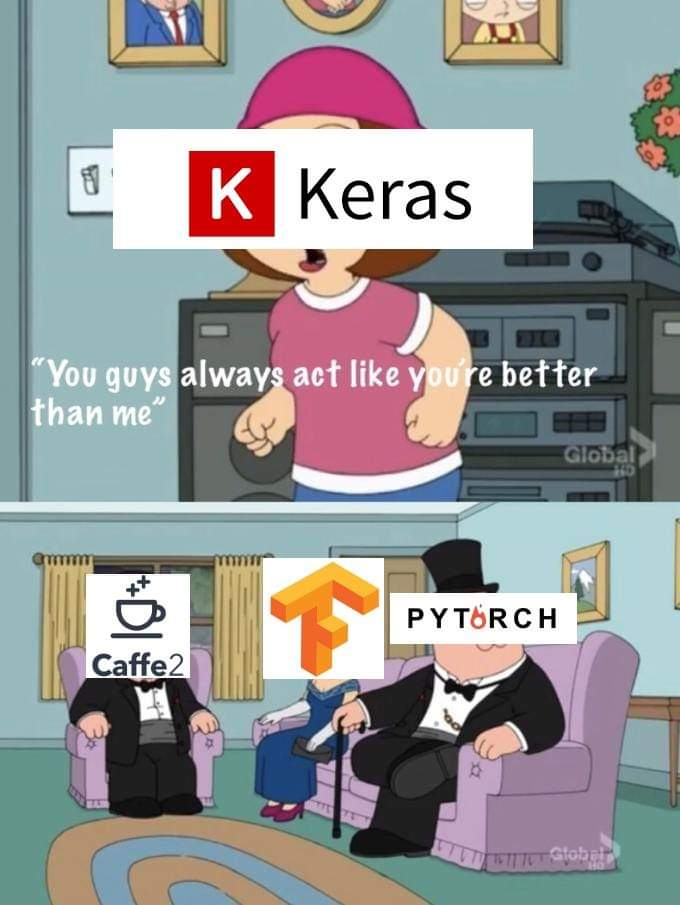 K Keras
“You guys always act like you're better
than me”
Global
HD
Caffe2
PYTORCH
Global
HD